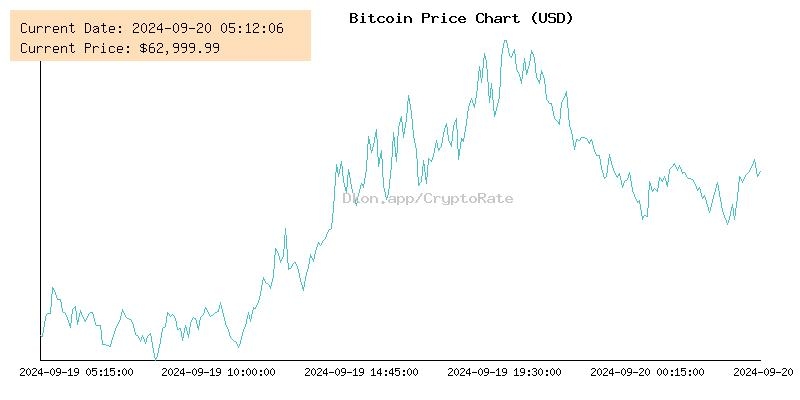 Bitcoin Price Chart (USD)
Current Date: 2024-09-20 05:12:06
Current Price: $62,999.99
Dkon.app/CryptoRate
2024-09-19 05:15:00 2024-09-19 10:00:00 2024-09-19 14:45:00 2024-09-19 19:30:00 2024-09-20 00:15:00 2024-09-20